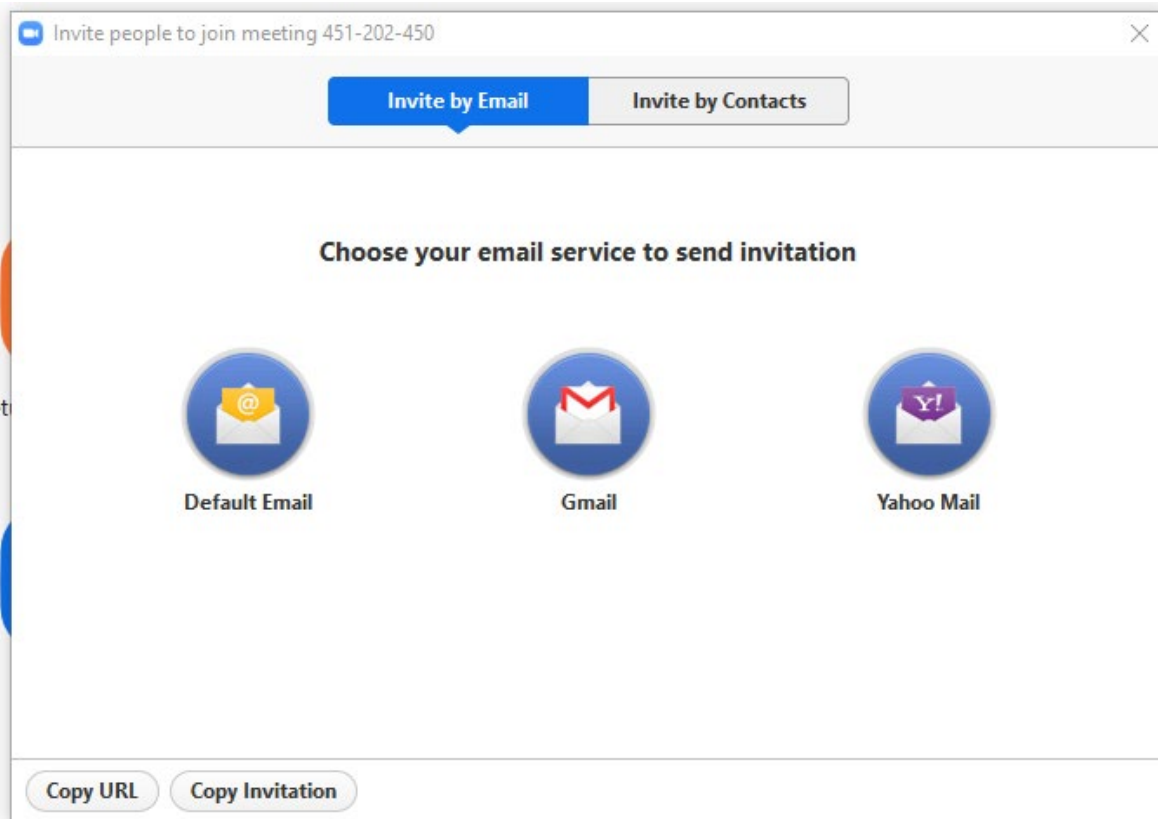 Invite people to join meeting 451-202-450
Invite by Email
Invite by Contacts
Choose your email service to send invitation
@
Y!
Default Email
Gmail
Yahoo Mail
Copy URL
Copy Invitation